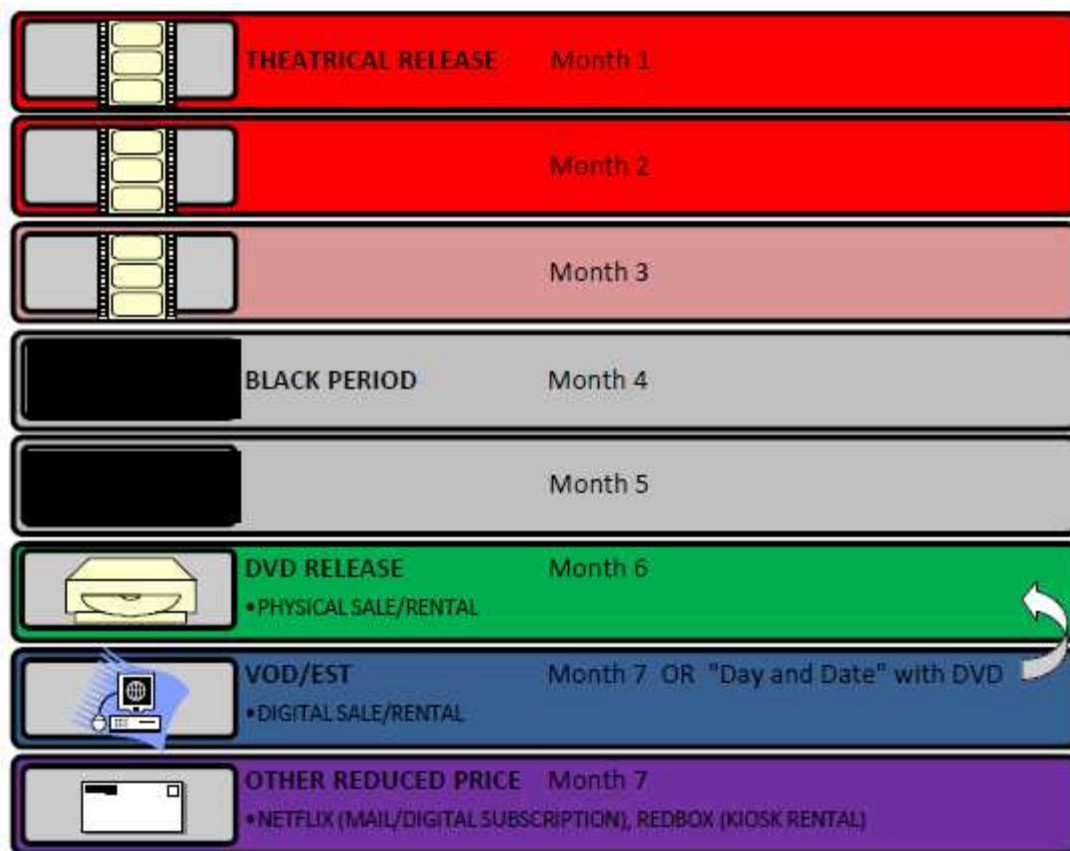 THEATRICAL RELEASE Month 1
Month 2
Month 3
BLACK PERIOD Month 4
Month 5
DVD RELEASE Month 6
•PHYSICAL SALE/RENTAL
VOD/EST Month 7 OR "Day and Date" with DVD
•DIGITAL SALE/RENTAL
OTHER REDUCED PRICE Month 7
•NETFLIX (MAIL/DIGITAL SUBSCRIPTION), REDBOX (KIOSK RENTAL)